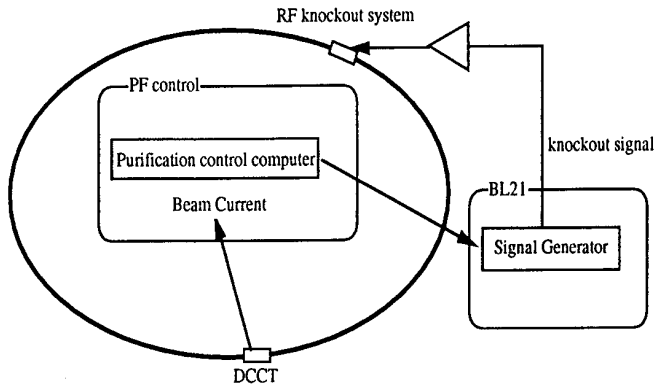 RF knockout system
PF control
Purification control computer
knockout signal
Beam Current
BL21
Signal Generator
DCCT